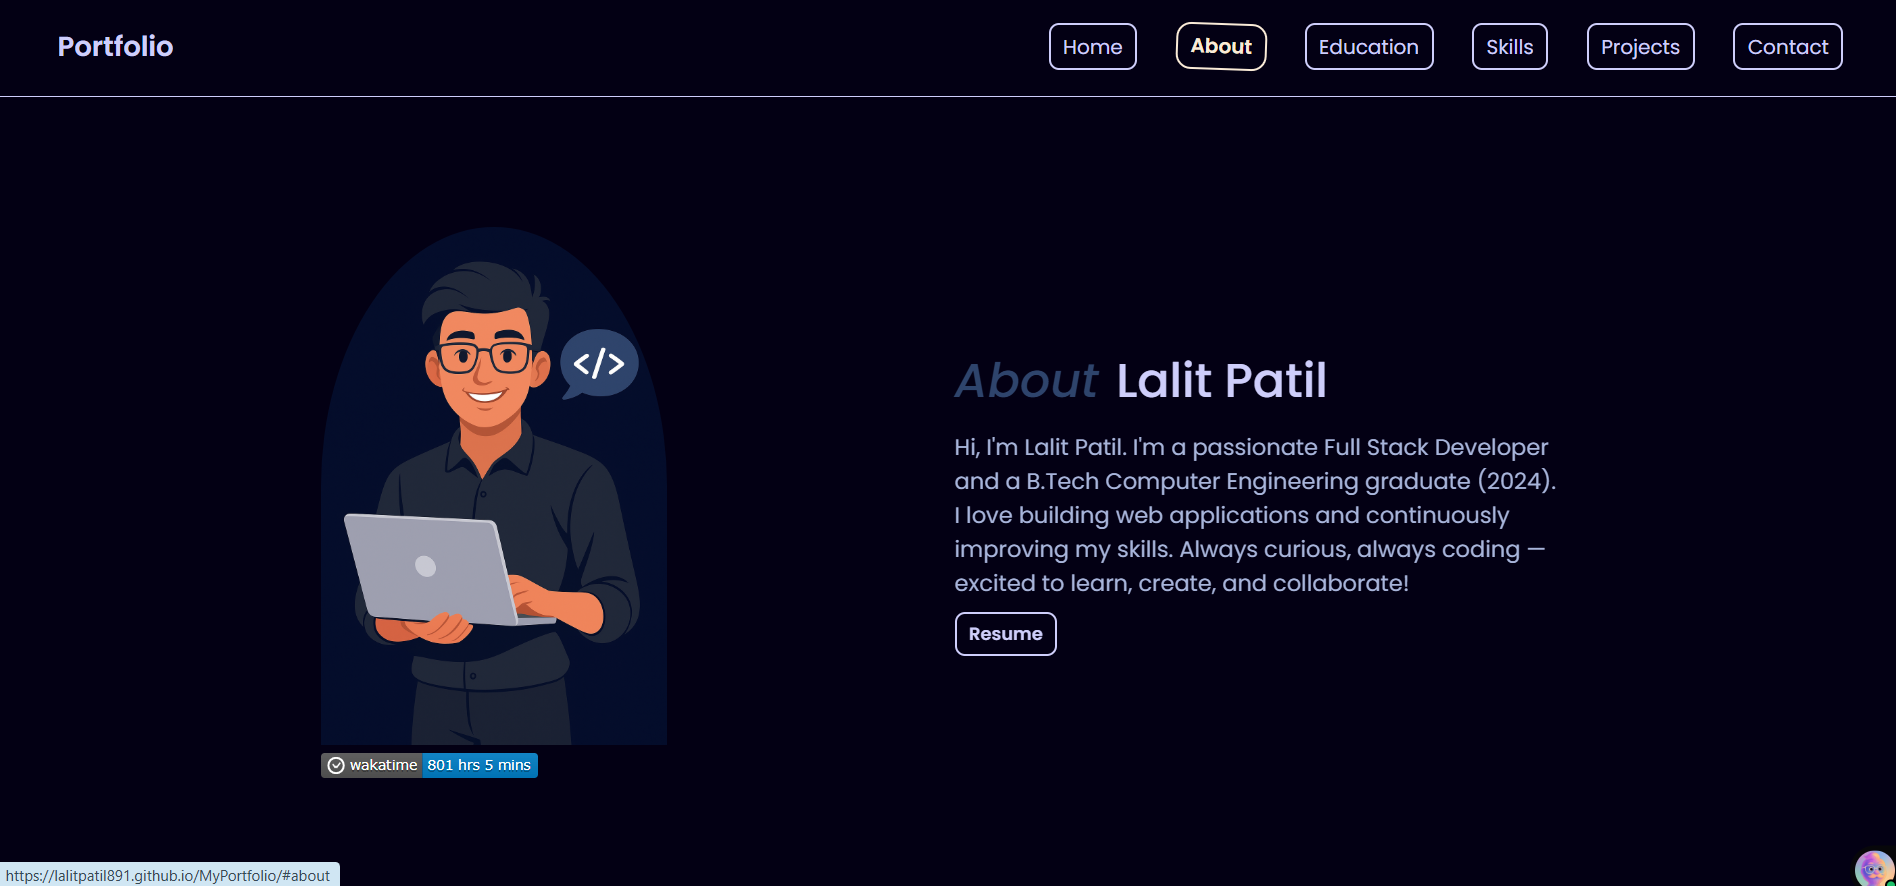 Portfolio
Home About Education Skills Projects Contact
</>
About Lalit Patil
Hi, I'm Lalit Patil. I'm a passionate Full Stack Developer
and a B.Tech Computer Engineering graduate (2024).
I love building web applications and continuously
improving my skills. Always curious, always coding —
excited to learn, create, and collaborate!
Resume
wakatime 801 hrs 5 mins
https://lalitpatil891.github.io/MyPortfolio/#about